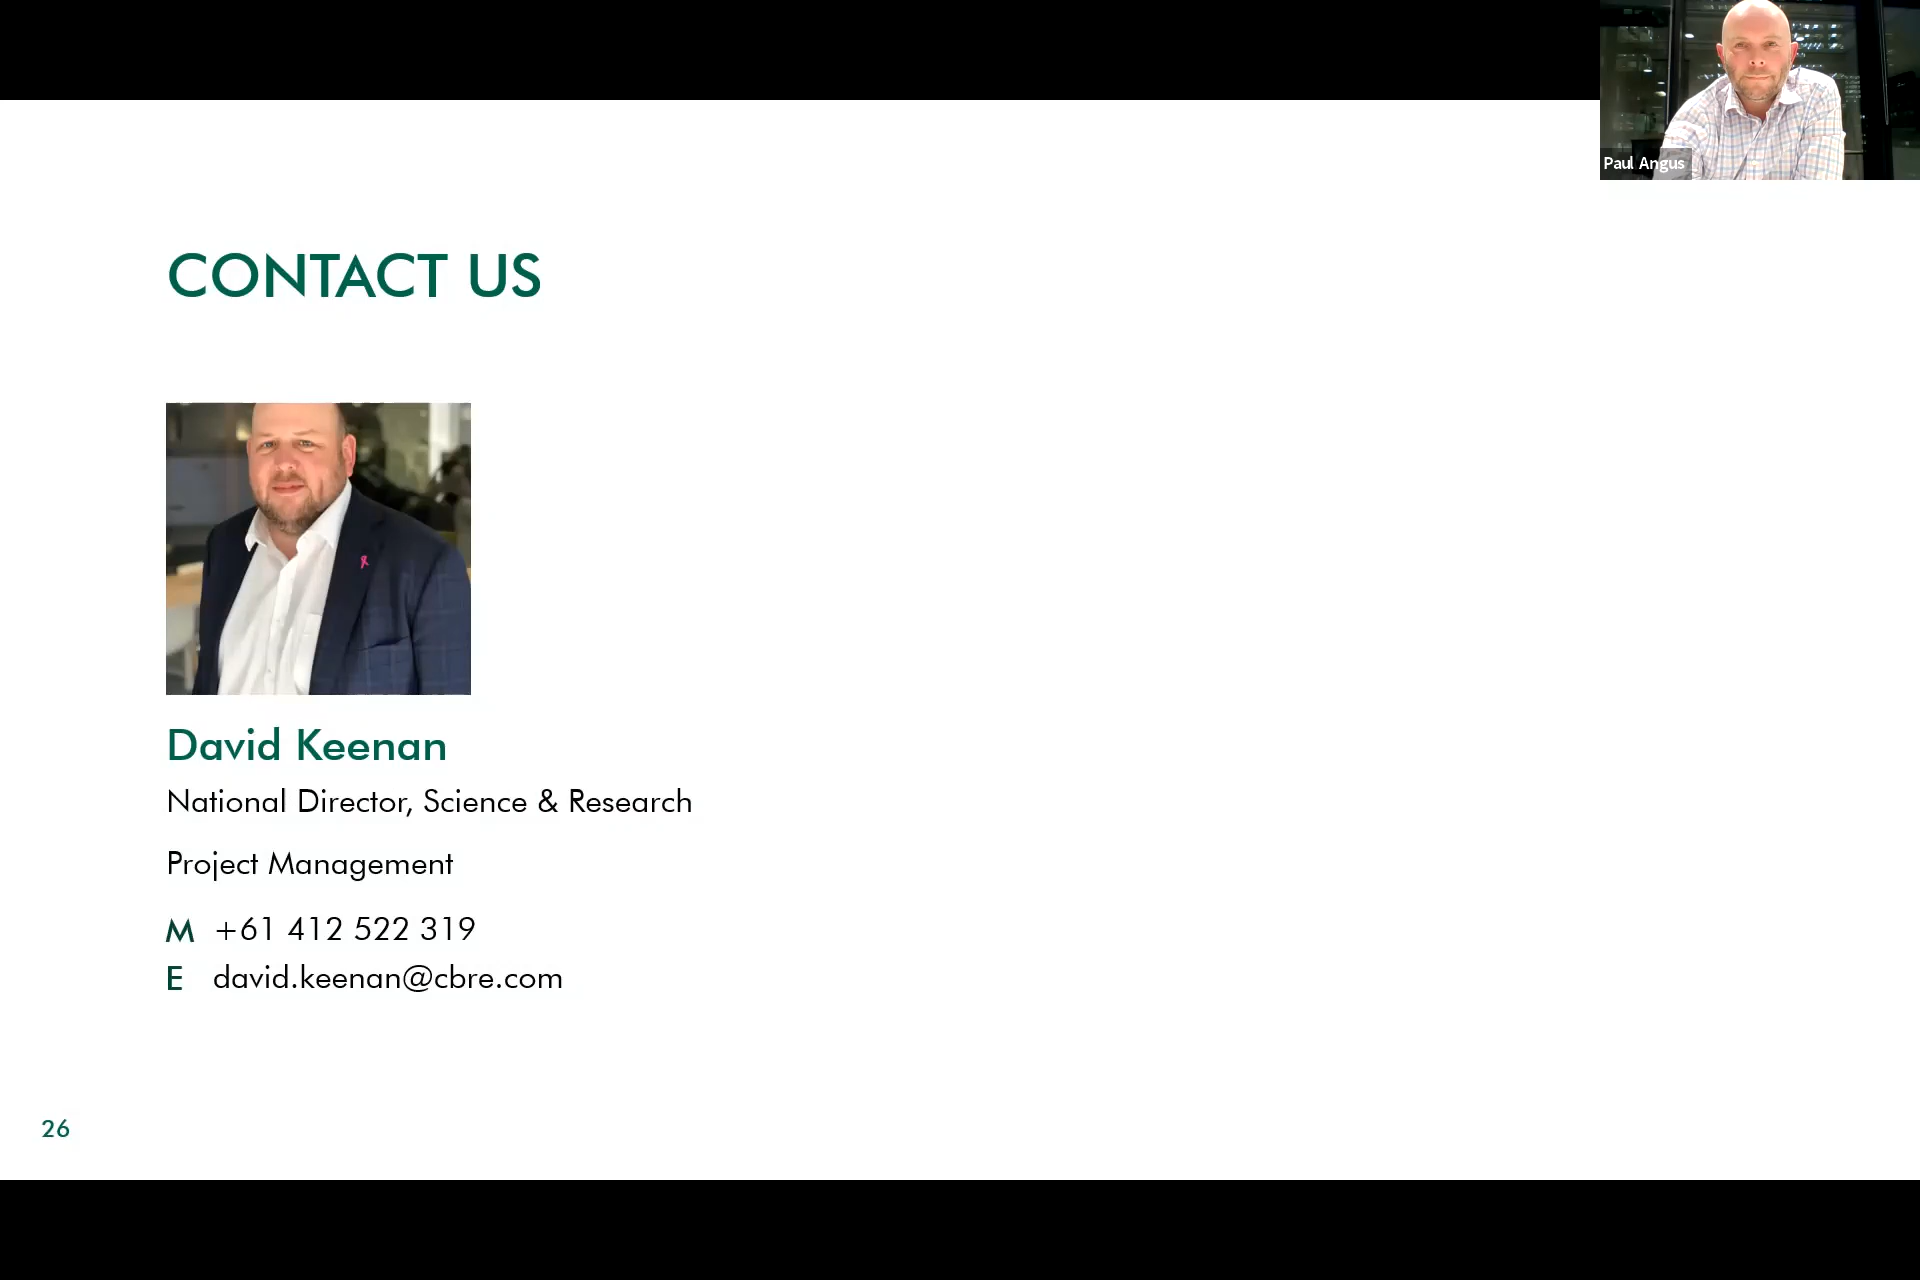 Paul Angus
CONTACT US
David Keenan
National Director, Science & Research
Project Management
M +61 412 522 319
E david.keenan@cbre.com
26